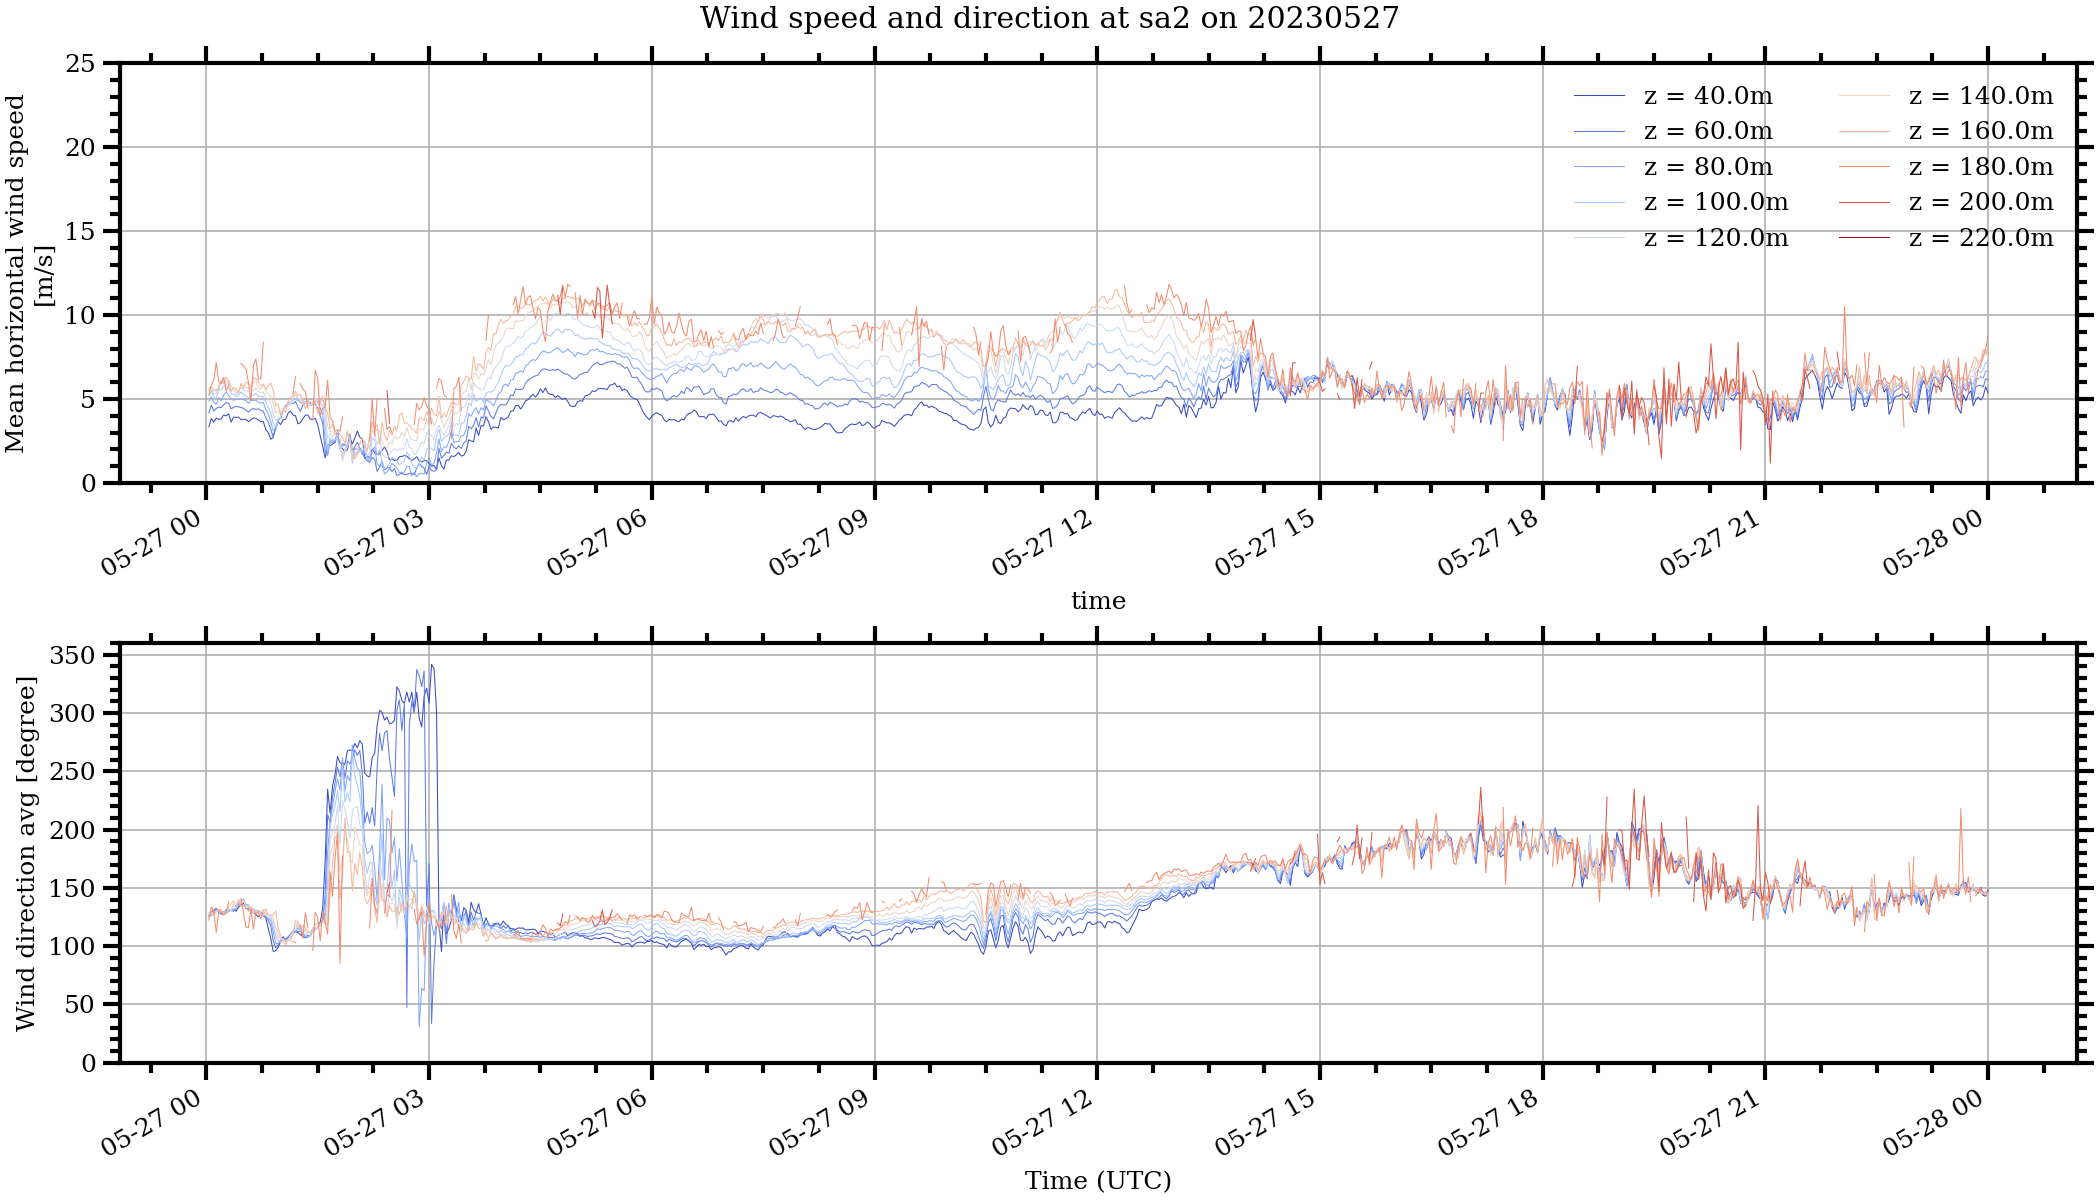 Wind speed and direction at sa2 on 20230527
Mean horizontal wind speed
[m/s]
25
20
15
10
5
0
z = 40.0m
z = 60.0m
z = 80.0m
z = 100.0m
z = 120.0m
z = 140.0m
z = 160.0m
z = 180.0m
z = 200.0m
z = 220.0m
05-27 00
05-27 03
05-27 06
05-27 09
05-27 12
05-27 15
05-27 18
05-27 21
05-28 00
time
Wind direction avg [degree]
350
300
250
200
150
100
50
0
05-27 00
05-27 03
05-27 06
05-27 09
05-27 12
05-27 15
05-27 18
05-27 21
05-28 00
Time (UTC)